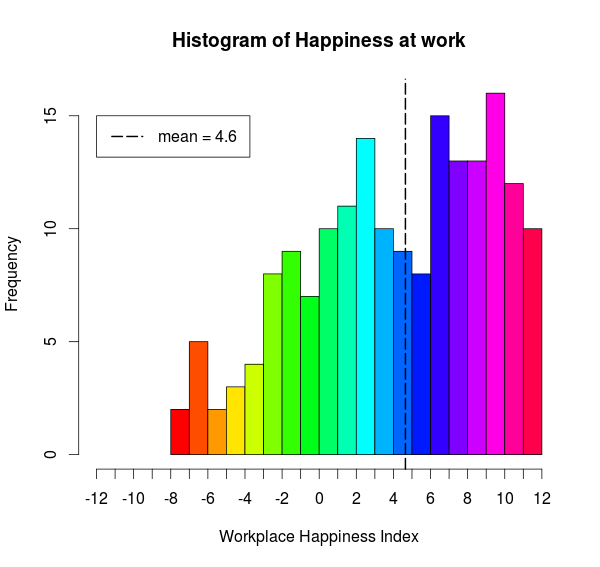 Histogram of Happiness at work
mean = 4.6
Frequency
15
10
5
0
-12 -10 -8 -6 -4 -2 0 2 4 6 8 10 12
Workplace Happiness Index